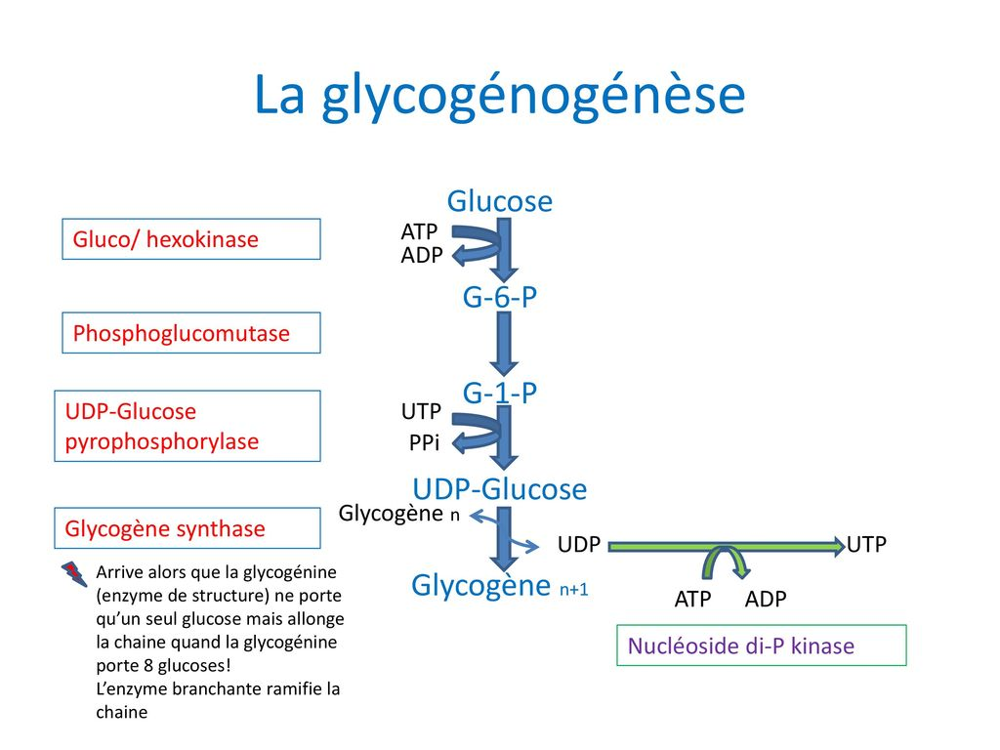 La glycogénogénèse
Glucose
Gluco/ hexokinase
ATP
ADP
G-6-P
Phosphoglucomutase
G-1-P
UDP-Glucose
pyrophosphorylase
UTP
PPi
UDP-Glucose
Glycogène synthase
Glycogène n
UDP
UTP
Arrive alors que la glycogénine
(enzyme de structure) ne porte
qu’un seul glucose mais allonge
la chaine quand la glycogénine
porte 8 glucoses!
L’enzyme branchante ramifie la
chaine
Glycogène n+1
ATP
ADP
Nucléoside di-P kinase